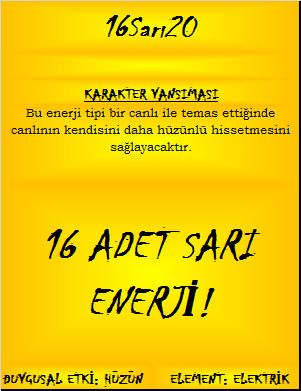 16Sarı20
KARAKTER YANSIMASI
Bu enerji tipi bir canlı ile temas ettiğinde
canlının kendisini daha hüzünlü hissetmesini
sağlayacaktır.
16 ADET SARI
ENERJİ!
DUYGUSAL ETKİ: HÜZÜN ELEMENT: ELEKTRİK